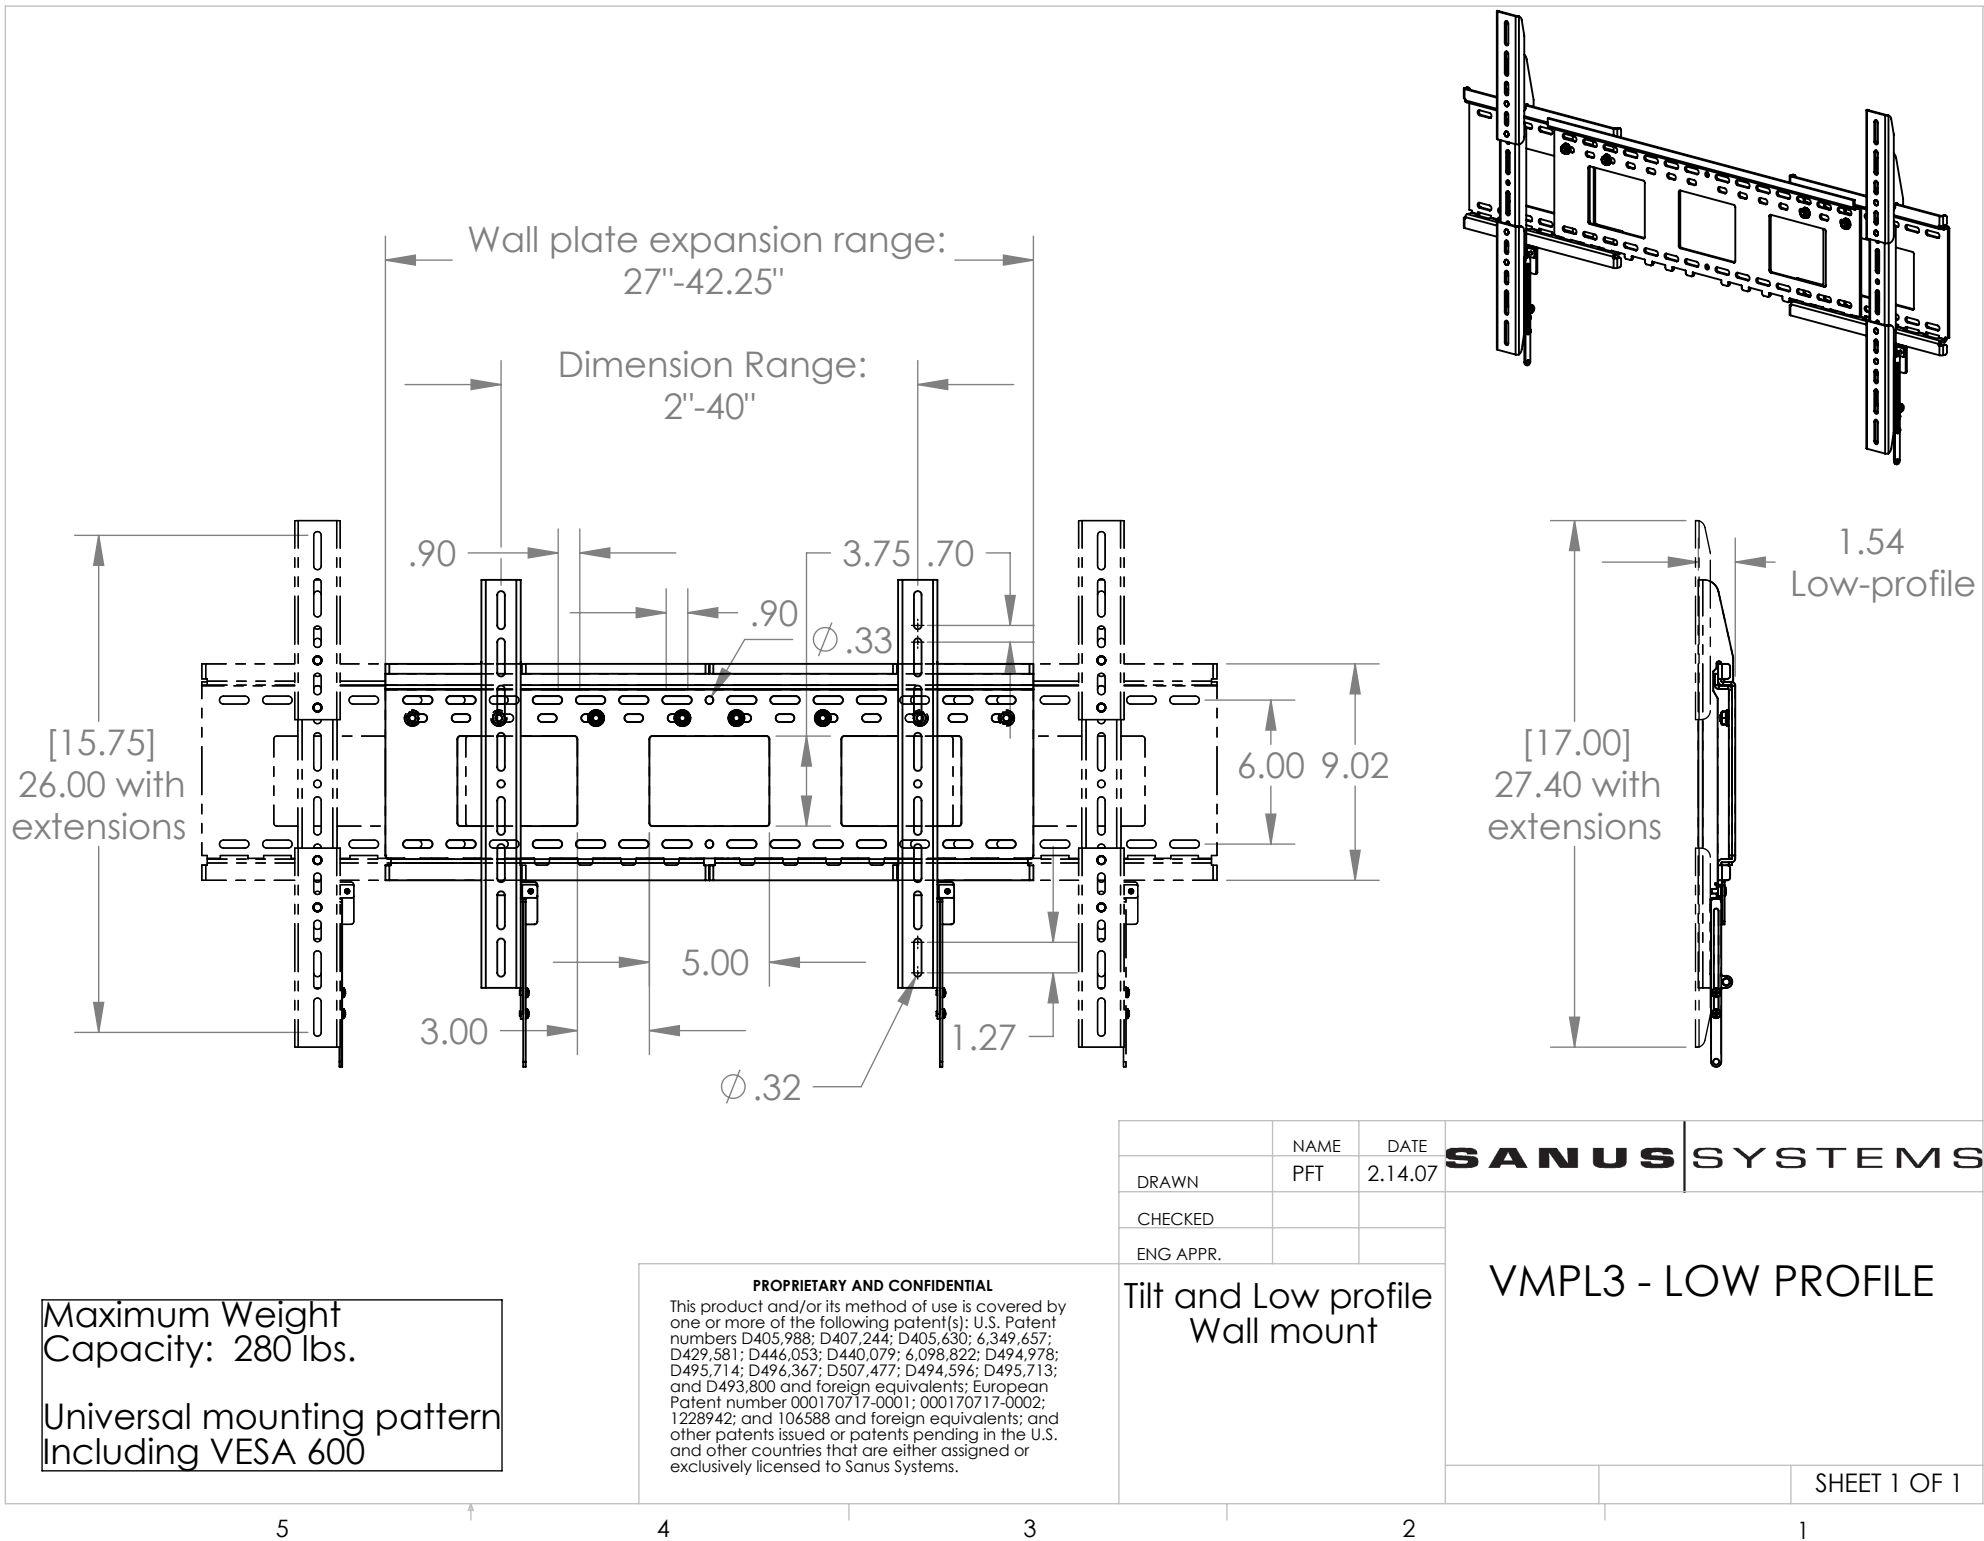 Wall plate expansion range:
27"-42.25"
Dimension Range:
2"-40"
.90
3.75
.70
.90
Ø.33
1.54
Low-profile
[15.75]
26.00 with
extensions
6.00
9.02
[17.00]
27.40 with
extensions
5.00
3.00
1.27
Ø.32
NAME
DATE
DRAWN
PFT
2.14.07
CHECKED
ENG APPR.
SANUS SYSTEMS
VMPL3 - LOW PROFILE
Tilt and Low profile
Wall mount
PROPRIETARY AND CONFIDENTIAL
This product and/or its method of use is covered by
one or more of the following patent(s): U.S. Patent
numbers D405,988; D407,244; D405,630; 6,349,657;
D429,581; D446,053; D440,079; 6,098,822; D494,978;
D495,714; D496,367; D507,477; D494,596; D495,713;
and D493,800 and foreign equivalents; European
Patent number 000170717-0001; 000170717-0002;
1228942; and 106588 and foreign equivalents; and
other patents issued or patents pending in the U.S.
and other countries that are either assigned or
exclusively licensed to Sanus Systems.
Maximum Weight
Capacity: 280 lbs.
Universal mounting pattern
Including VESA 600
SHEET 1 OF 1
5
4
3
2
1